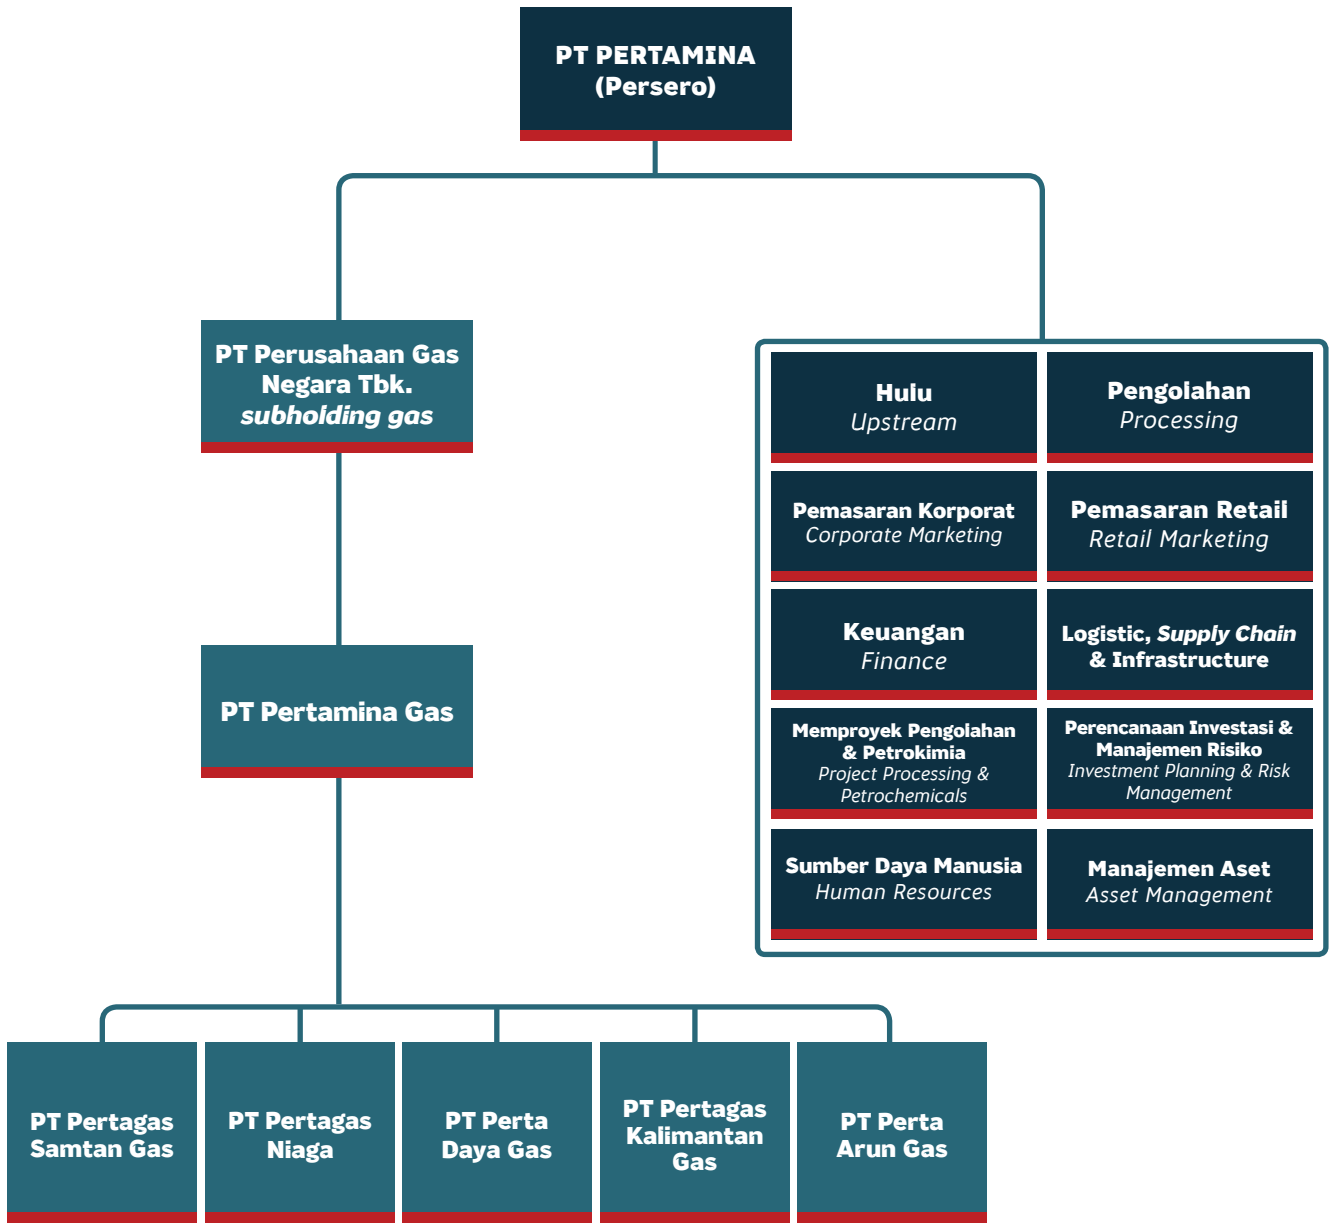 PT PERTAMINA
(Persero)
PT Perusahaan Gas
Negara Tbk.
subholding gas
Hulu
Upstream
Pengolahan
Processing
Pemasaran Korporat
Corporate Marketing
Pemasaran Retail
Retail Marketing
Keuangan
Finance
Logistic, Supply Chain
& Infrastructure
Memproyek Pengolahan
& Petrokimia
Project Processing &
Petrochemicals
Perencanaan Investasi &
Manajemen Risiko
Investment Planning & Risk
Management
Sumber Daya Manusia
Human Resources
Manajemen Aset
Asset Management
PT Pertamina Gas
PT Pertagas
Samtan Gas
PT Pertagas
Niaga
PT Perta
Daya Gas
PT Pertagas
Kalimantan
Gas
PT Perta
Arun Gas